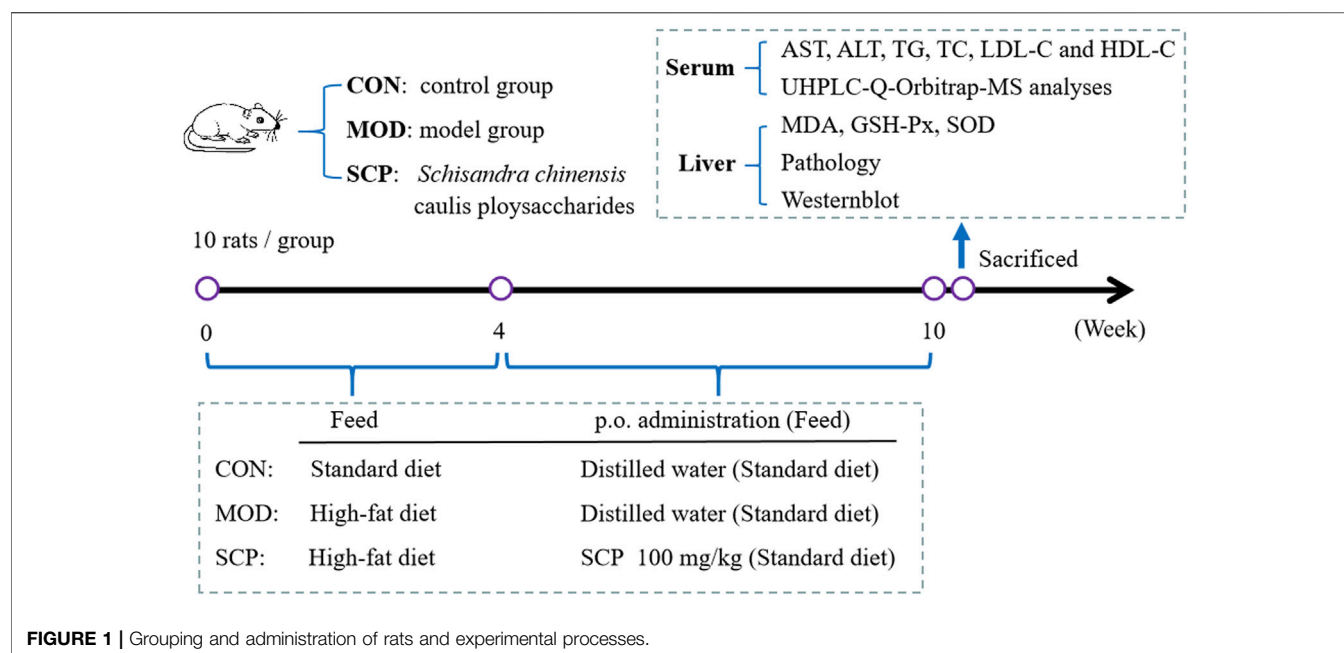 CON: control group
MOD: model group
SCP: Schisandra chinensis
caulis ploysaccharides
Serum
AST, ALT, TG, TC, LDL-C and HDL-C
UHPLC-Q-Orbitrap-MS analyses
Liver
MDA, GSH-Px, SOD
Pathology
Westernblot
10 rats / group
Sacrificed
0 4 10 (Week)
Feed p.o. administration (Feed)
CON: Standard diet Distilled water (Standard diet)
MOD: High-fat diet Distilled water (Standard diet)
SCP: High-fat diet SCP 100 mg/kg (Standard diet)
FIGURE 1 | Grouping and administration of rats and experimental processes.